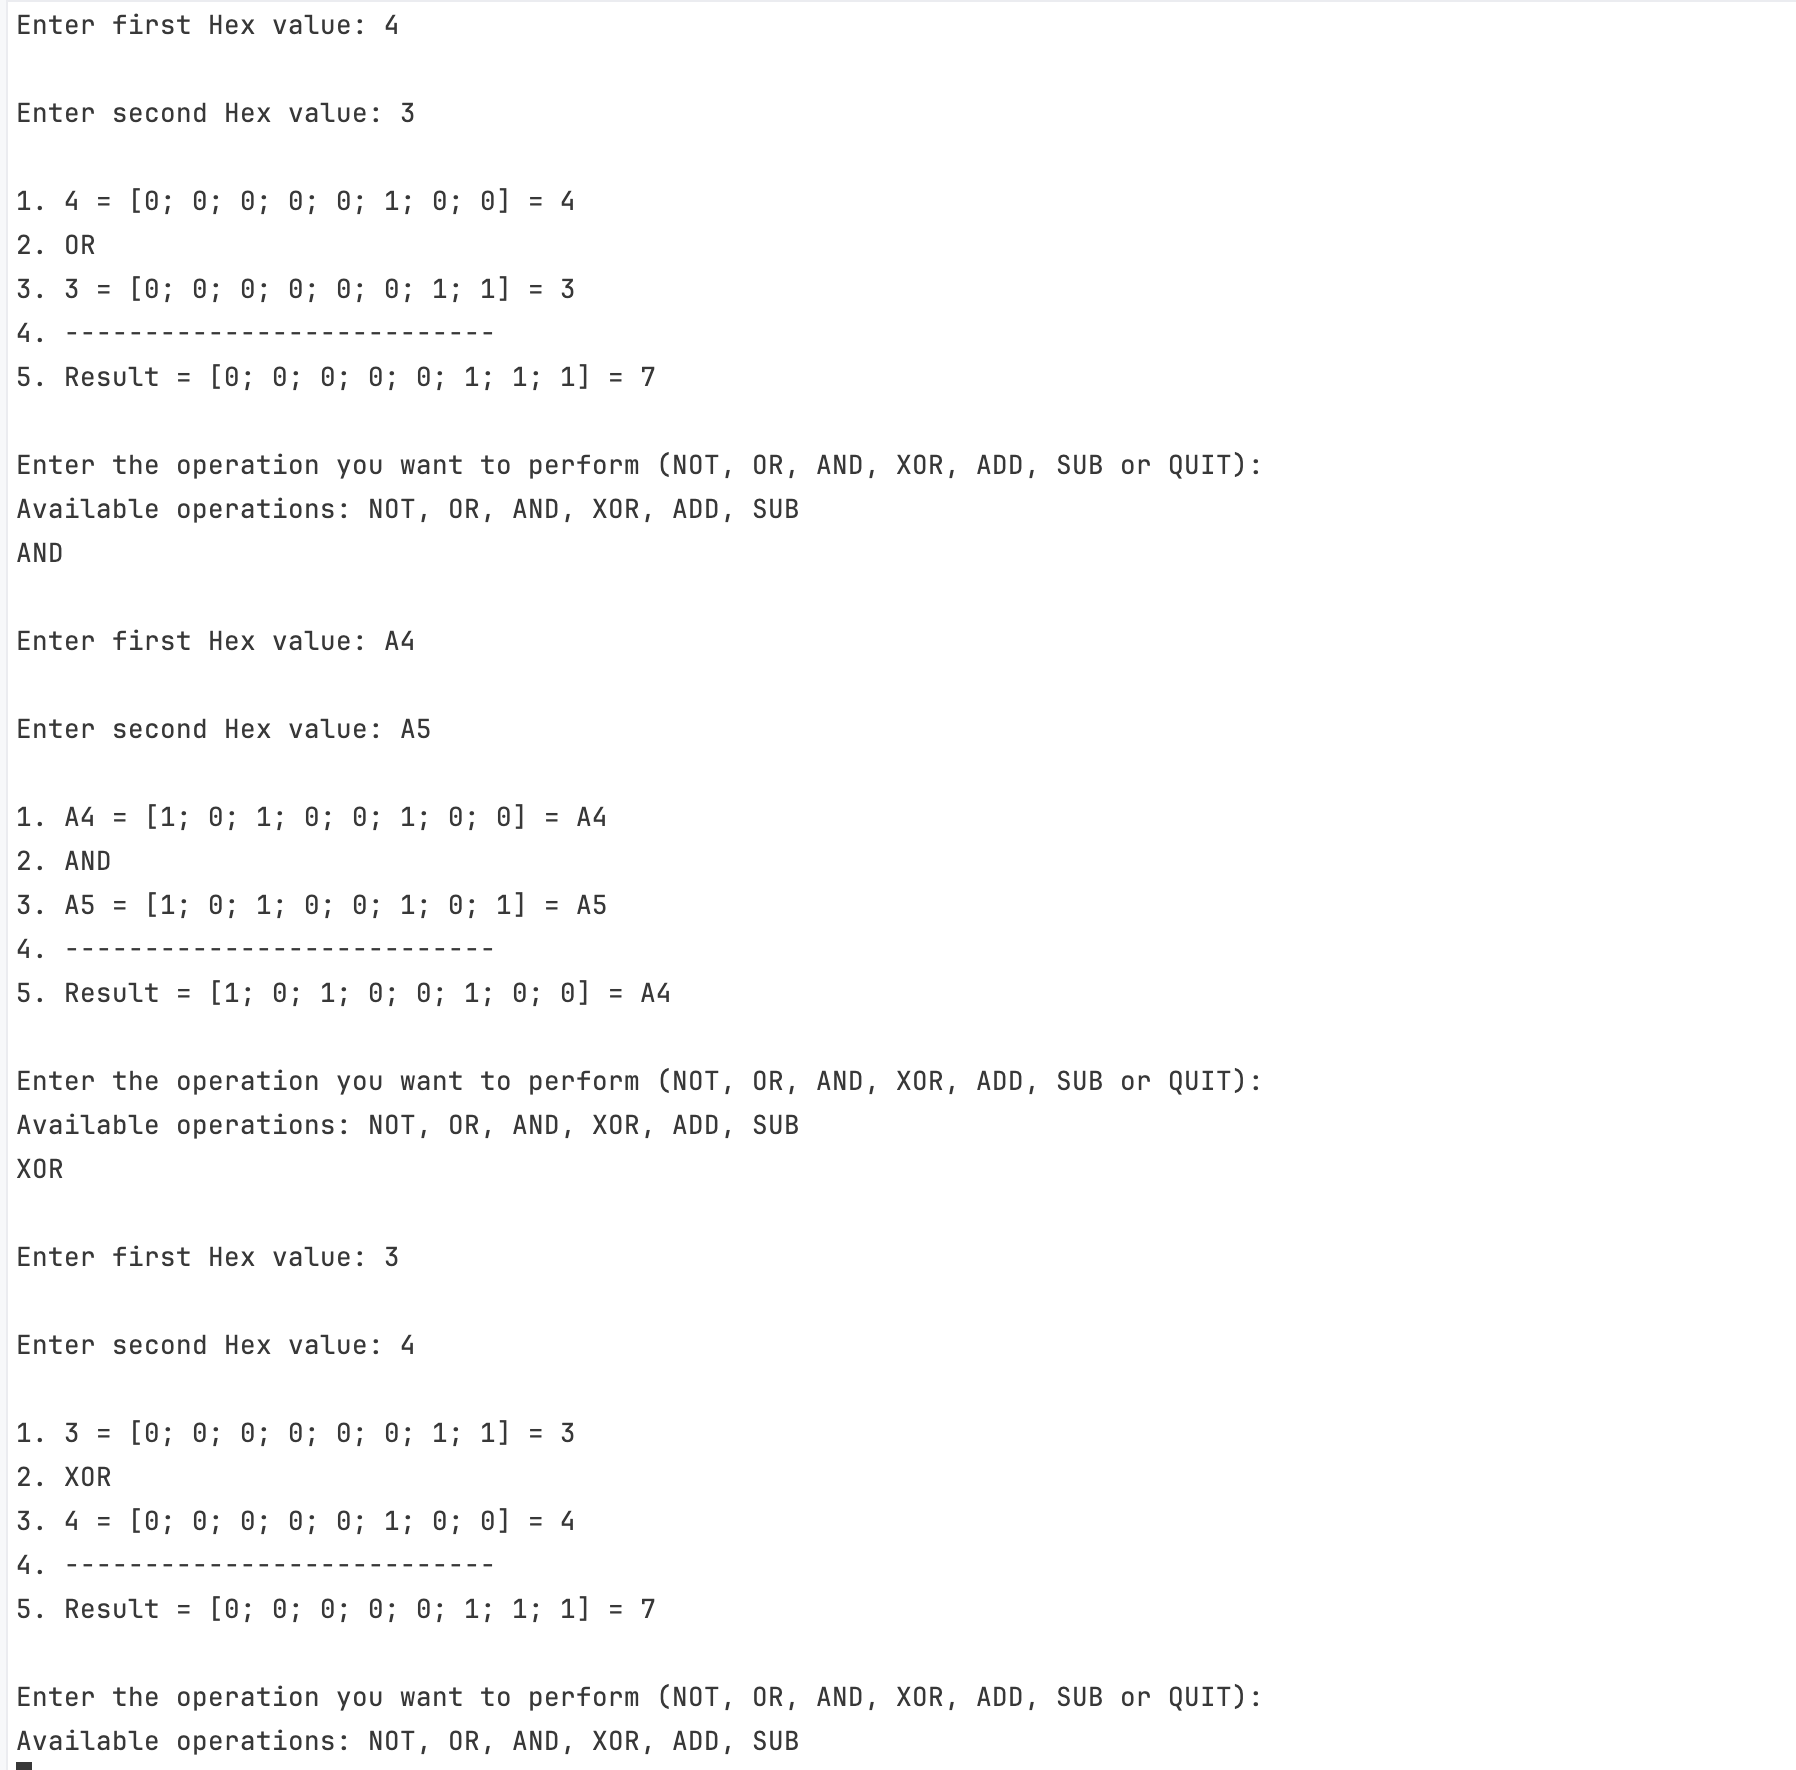 Enter first Hex value: 4
Enter second Hex value: 3
1. 4 = [0; 0; 0; 0; 0; 1; 0; 0] = 4
2. OR
3. 3 = [0; 0; 0; 0; 0; 0; 1; 1] = 3
4. ---------------------------
5. Result = [0; 0; 0; 0; 0; 1; 1; 1] = 7
Enter the operation you want to perform (NOT, OR, AND, XOR, ADD, SUB or QUIT):
Available operations: NOT, OR, AND, XOR, ADD, SUB
AND
Enter first Hex value: A4
Enter second Hex value: A5
1. A4 = [1; 0; 1; 0; 0; 1; 0; 0] = A4
2. AND
3. A5 = [1; 0; 1; 0; 0; 1; 0; 1] = A5
4. ---------------------------
5. Result = [1; 0; 1; 0; 0; 1; 0; 0] = A4
Enter the operation you want to perform (NOT, OR, AND, XOR, ADD, SUB or QUIT):
Available operations: NOT, OR, AND, XOR, ADD, SUB
XOR
Enter first Hex value: 3
Enter second Hex value: 4
1. 3 = [0; 0; 0; 0; 0; 0; 1; 1] = 3
2. XOR
3. 4 = [0; 0; 0; 0; 0; 1; 0; 0] = 4
4. ---------------------------
5. Result = [0; 0; 0; 0; 0; 1; 1; 1] = 7
Enter the operation you want to perform (NOT, OR, AND, XOR, ADD, SUB or QUIT):
Available operations: NOT, OR, AND, XOR, ADD, SUB